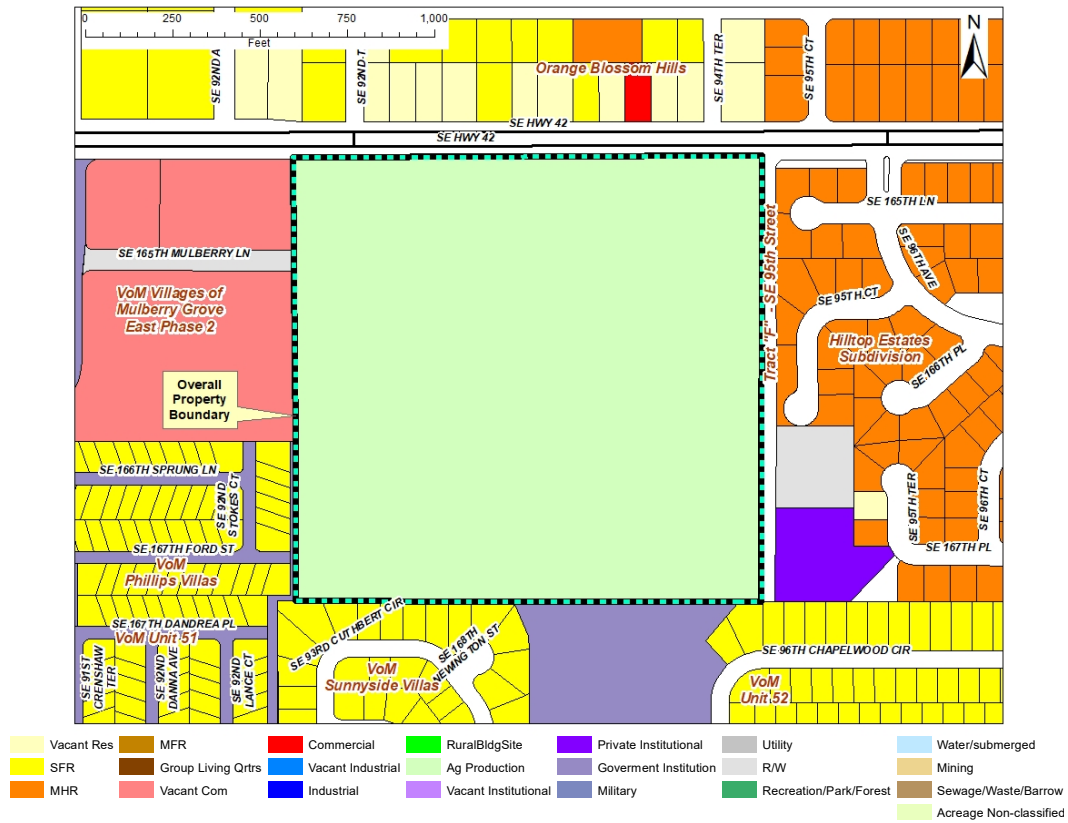 0 250 500 750 1,000
Feet
N
SE 92ND A
SE 92ND T
Orange Blossom Hills
SE 94TH TER
SE 95TH CT
SE HWY 42
SE HWY 42
SE 165TH MULBERRY LN
VoM Villages of
Mulberry Grove
East Phase 2
Overall
Property
Boundary
Tract "F" - SE 95th Street
SE 165TH LN
SE 96TH AVE
SE 95TH CT
Hilltop Estates
Subdivision
SE 166TH PL
SE 166TH SPRUNG LN
SE 92ND
STOKES CT
SE 167TH FORD ST
VoM
Phillips Villas
SE 95TH TER
SE 96TH CT
SE 167TH PL
SE 167TH DANDREA PL
VoM Unit 51
SE 91ST
CRENSHAW
TER
SE 92ND
DANNA AVE
SE 92ND
LANCE CT
SE 93RD CUTHBERT CIR
SE 168TH
NEWINGTON ST
VoM
Sunnyside Villas
SE 96TH CHAPELWOOD CIR
VoM
Unit 52
Vacant Res MFR Commercial RuralBldgSite Private Institutional Utility Water/submerged
SFR Group Living Qrtrs Vacant Industrial Ag Production Goverment Institution R/W Mining
MHR Vacant Com Industrial Vacant Institutional Military Recreation/Park/Forest Sewage/Waste/Barrow
Acreage Non-classified